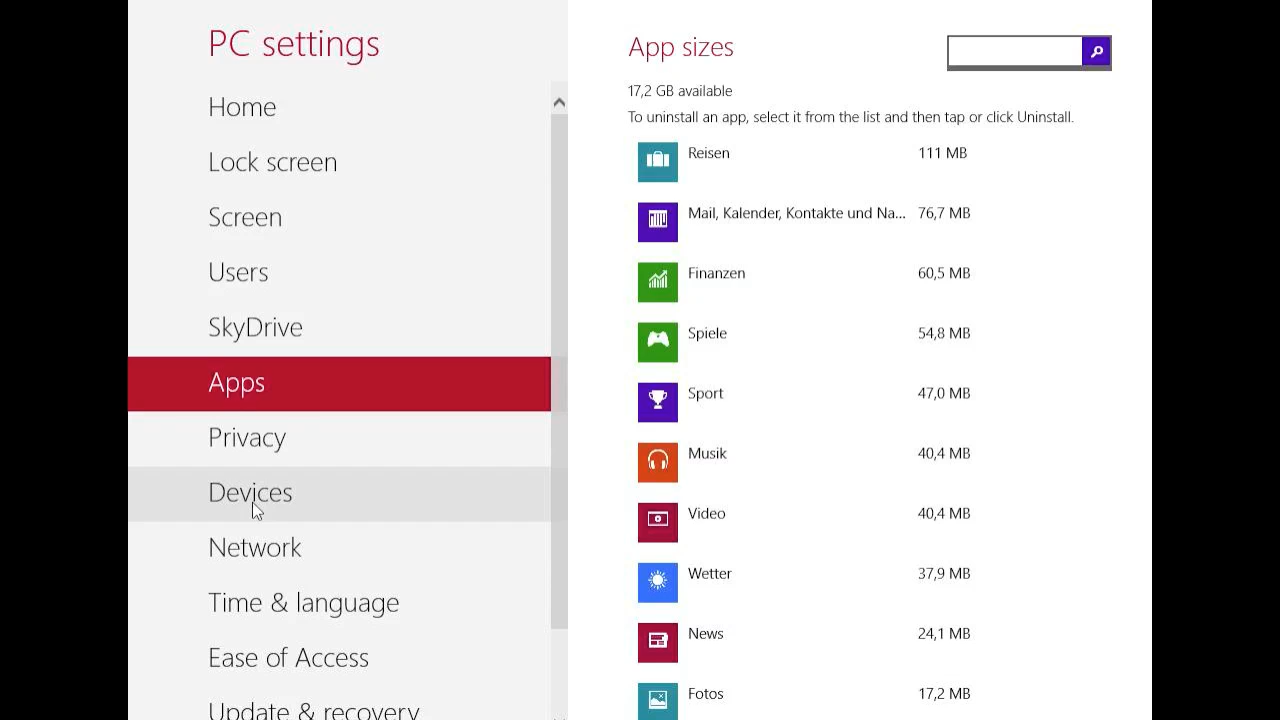 PC settings
Home
Lock screen
Screen
Users
SkyDrive
Apps
Privacy
Devices
Network
Time & language
Ease of Access
Update & recovery
App sizes
17,2 GB available
To uninstall an app, select it from the list and then tap or click Uninstall.
Reisen 111 MB
Mail, Kalender, Kontakte und Na... 76,7 MB
Finanzen 60,5 MB
Spiele 54,8 MB
Sport 47,0 MB
Musik 40,4 MB
Video 40,4 MB
Wetter 37,9 MB
News 24,1 MB
Fotos 17,2 MB